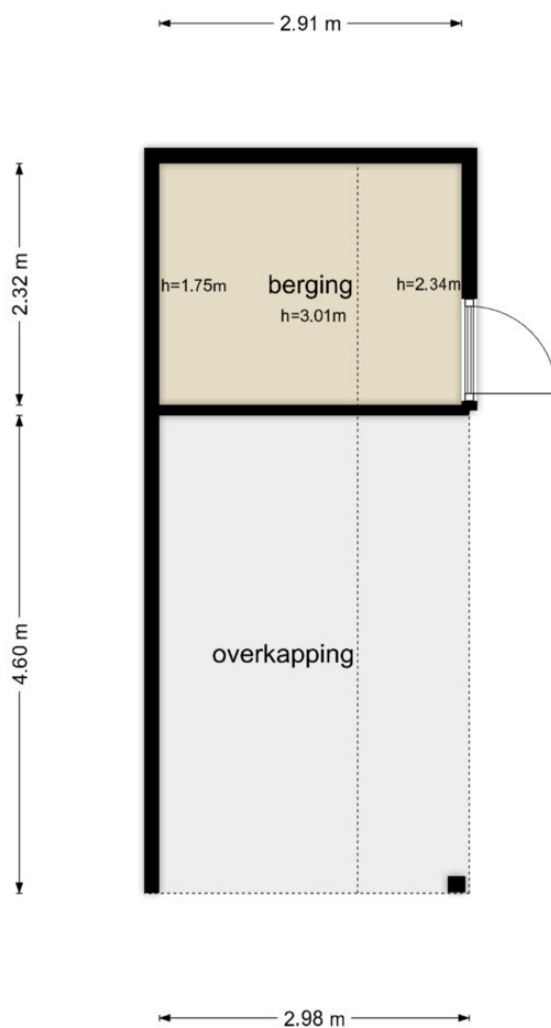 2.91 m
2.32 m
h=1.75m
berging
h=2.34m
h=3.01m
4.60 m
overkapping
2.98 m